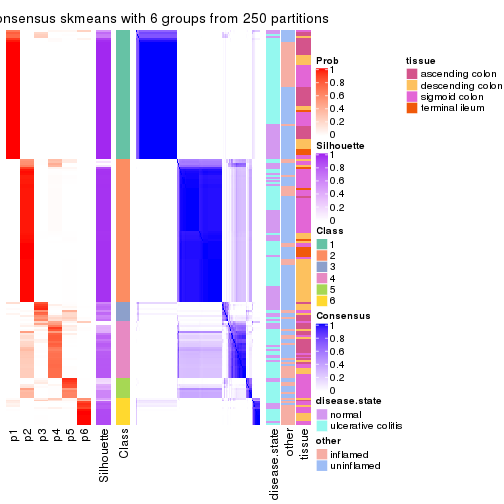 onsensus skmeans with 6 groups from 250 partitions
Prob
1
0.8
0.6
0.4
0.2
0
Silhouette
1
0.8
0.6
0.4
0.2
0
Class
1
2
3
4
5
6
Consensus
1
0.8
0.6
0.4
0.2
0
disease.state
normal
ulcerative colitis
other
inflamed
uninflamed
tissue
ascending colon
descending colon
sigmoid colon
terminal ileum
p1
p2
p3
p4
p5
p6
Silhouette
Class
disease.state
other
tissue